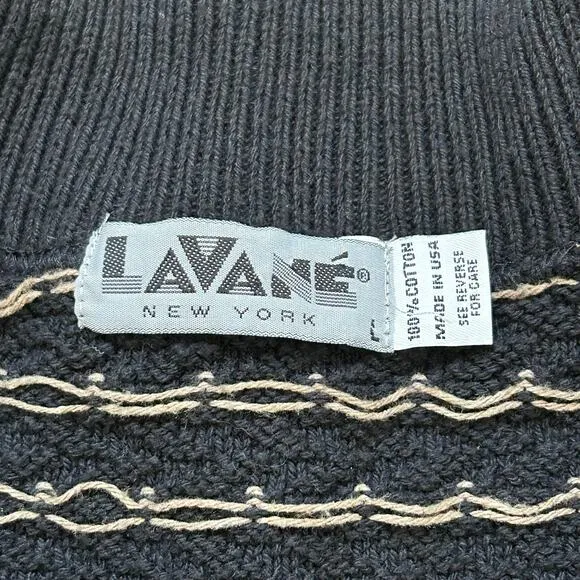 LAVANÉ®
NEW YORK
100% COTTON
MADE IN USA
SEE REVERSE
FOR CARE